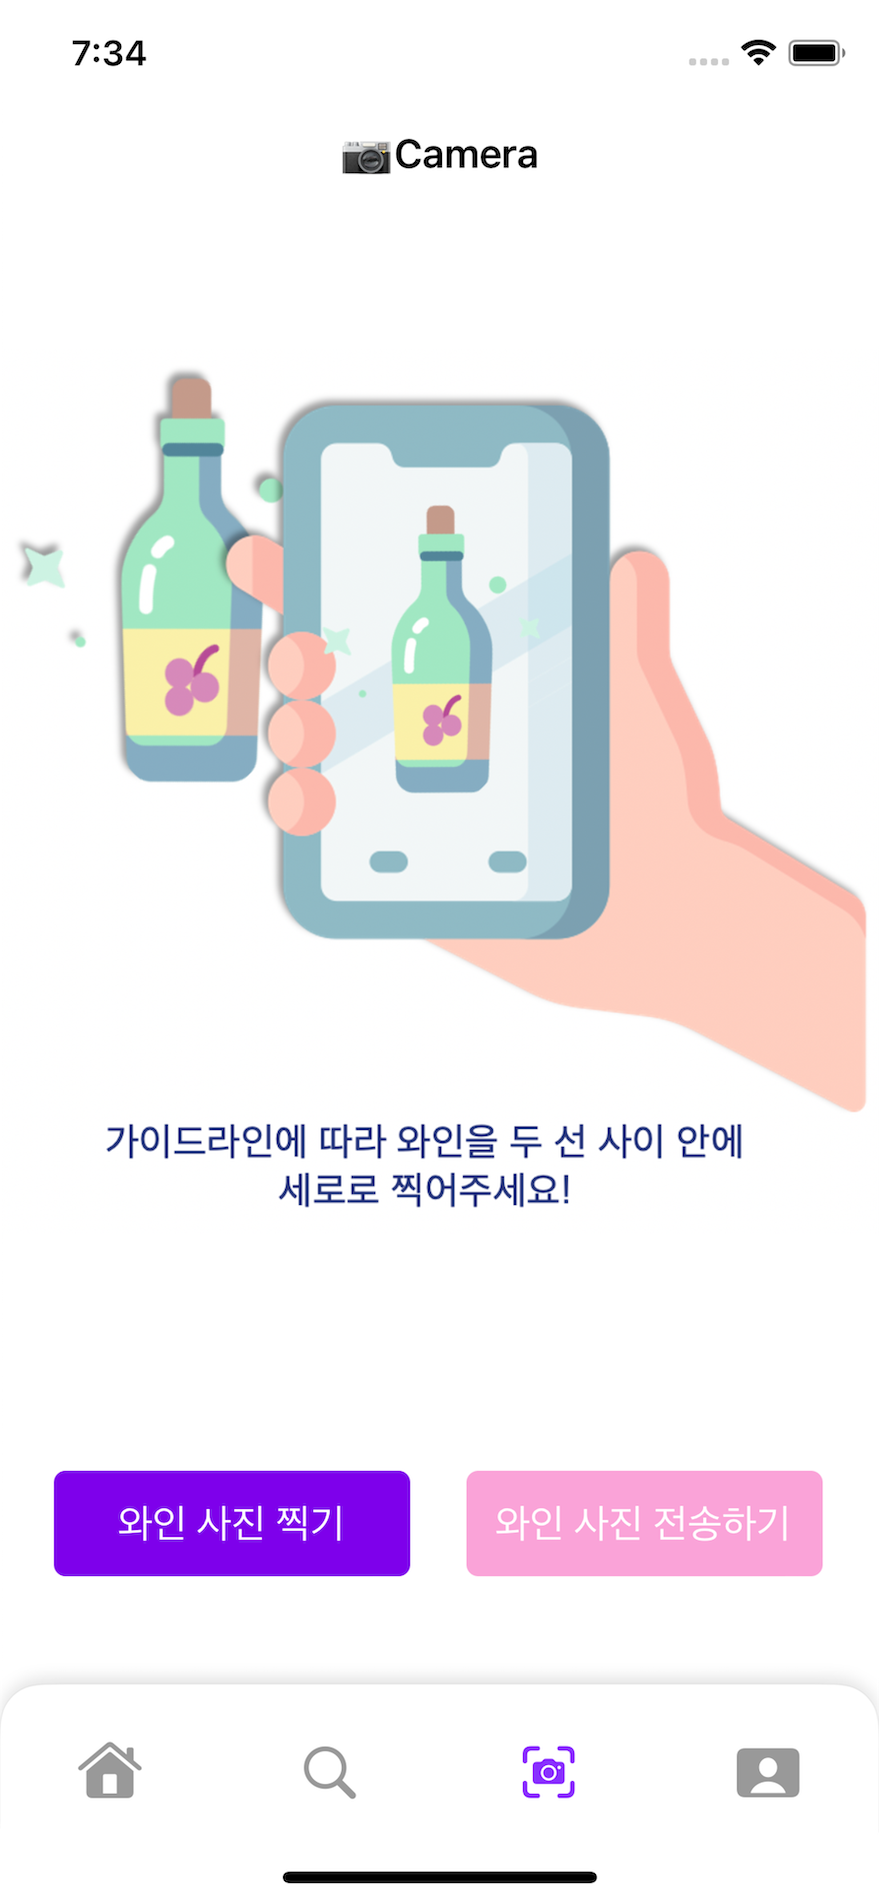 7:34
📷Camera
가이드라인에 따라 와인을 두 선 사이 안에
세로로 찍어주세요!
와인 사진 찍기
와인 사진 전송하기